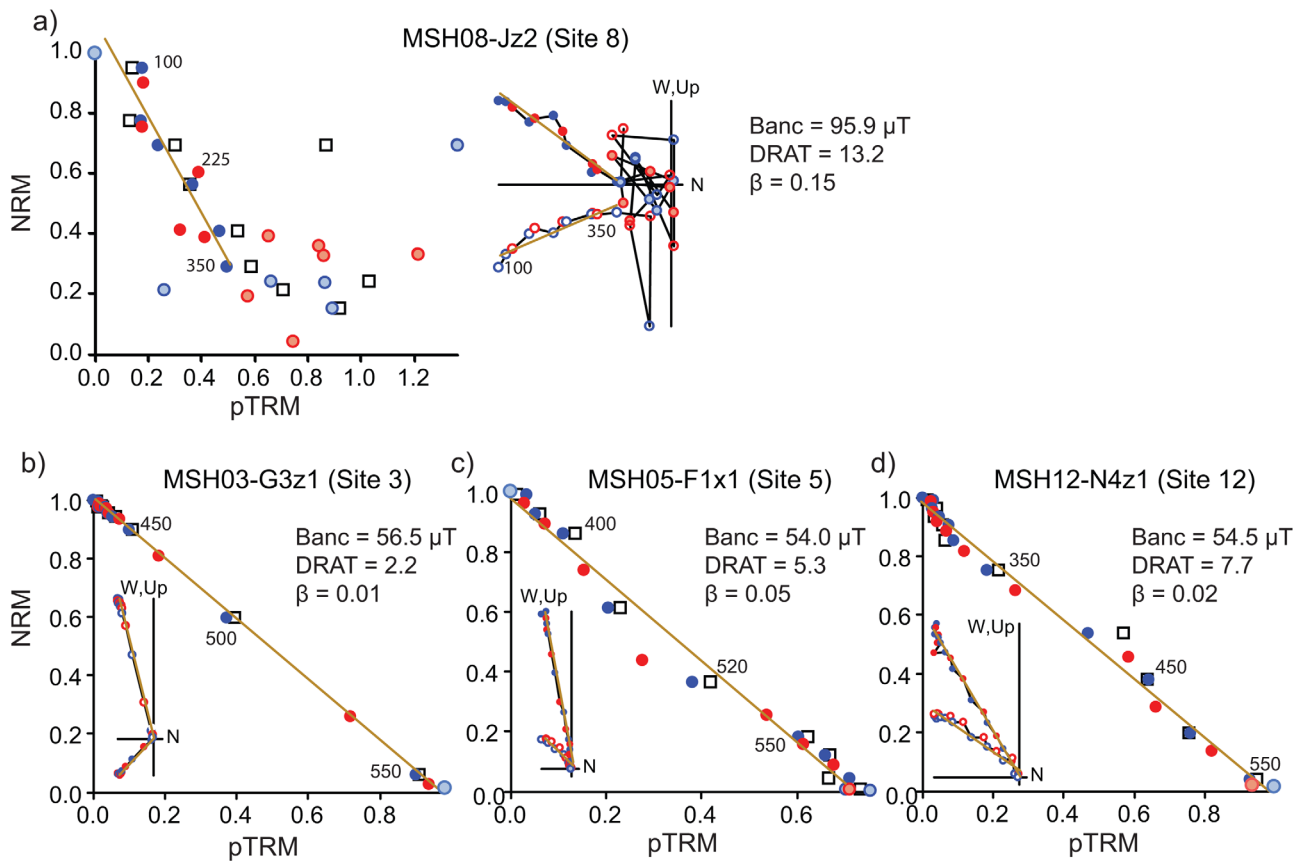 a)
MSH08-Jz2 (Site 8)
NRM
1.0
0.8
0.6
0.4
0.2
0.0
100
225
350
0.0 0.2 0.4 0.6 0.8 1.0 1.2
pTRM
W,Up
N
350
100
Banc = 95.9 μT
DRAT = 13.2
β = 0.15
b)
MSH03-G3z1 (Site 3)
NRM
1.0
0.8
0.6
0.4
0.2
0.0
450
500
550
Banc = 56.5 μT
DRAT = 2.2
β = 0.01
W,Up
N
0.0 0.2 0.4 0.6 0.8
pTRM
c)
MSH05-F1x1 (Site 5)
1.0
0.8
0.6
0.4
0.2
0.0
400
520
550
Banc = 54.0 μT
DRAT = 5.3
β = 0.05
W,Up
N
0.0 0.2 0.4 0.6
pTRM
d)
MSH12-N4z1 (Site 12)
1.0
0.8
0.6
0.4
0.2
0.0
350
450
550
Banc = 54.5 μT
DRAT = 7.7
β = 0.02
W,Up
N
0.0 0.2 0.4 0.6 0.8
pTRM